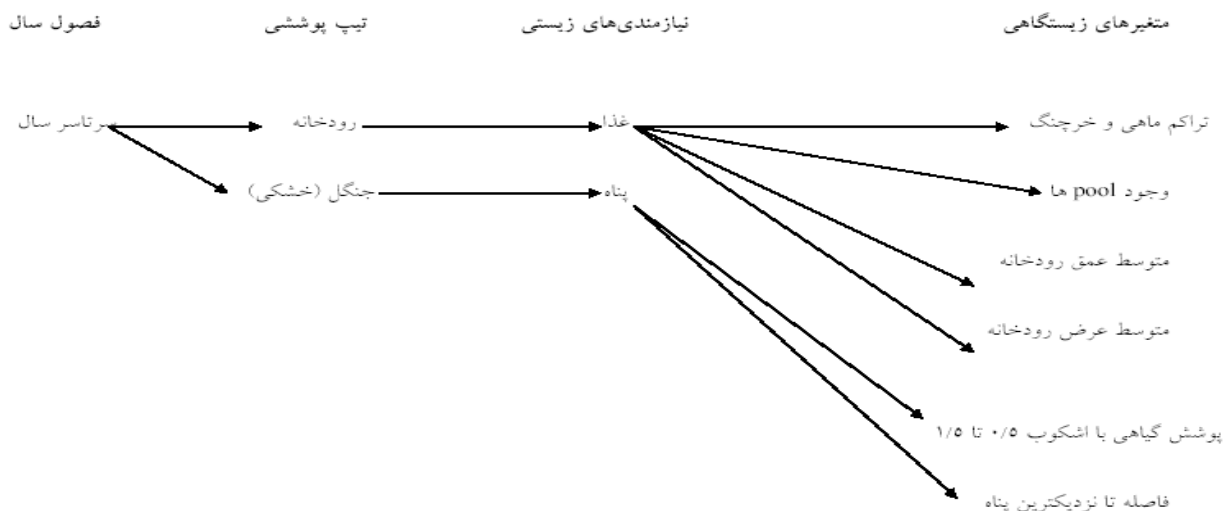 متغیرهای زیستگاهی نیازمندی‌های زیستی تیپ پوششی فصول سال
تراکم ماهی و خرچنگ غذا رودخانه سرتاسر سال
وجود pool ها پناه جنگل (خشکی)
متوسط عمق رودخانه
متوسط عرض رودخانه
پوشش گیاهی با اشکوب ۰/۵ تا ۱/۵
فاصله تا نزدیکترین پناه